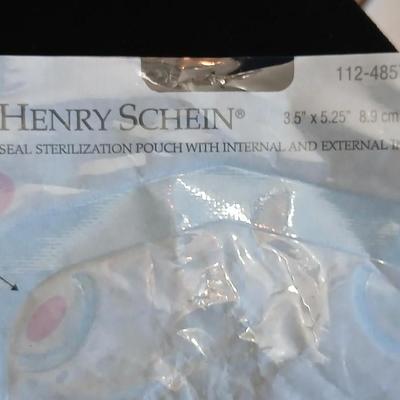 112-485
HENRY SCHEIN®
3.5" x 5.25" 8.9 cm
SEAL STERILIZATION POUCH WITH INTERNAL AND EXTERNAL